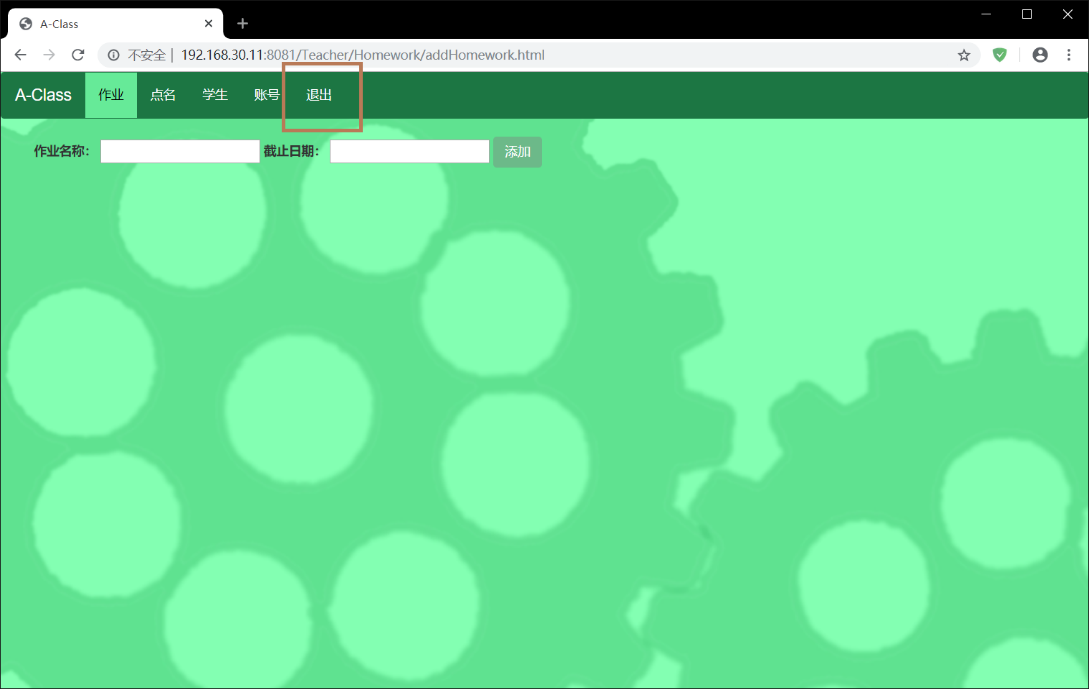 A-Class
不安全 | 192.168.30.11:8081/Teacher/Homework/addHomework.html
A-Class 作业 点名 学生 账号 退出
作业名称： 截止日期： 添加